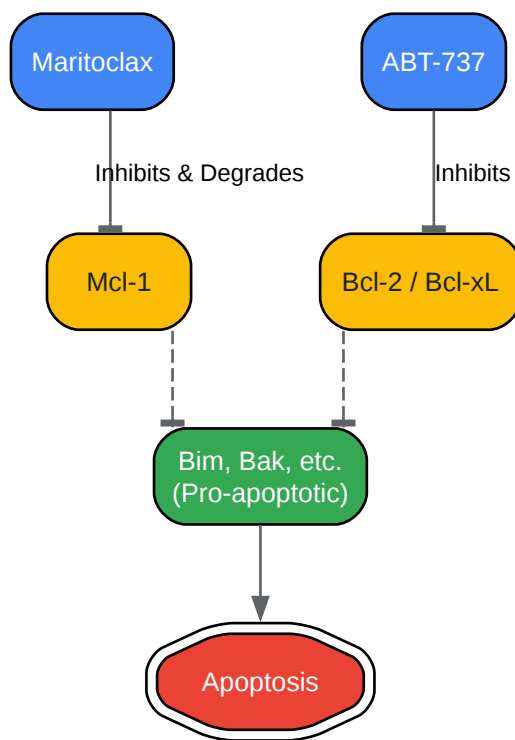 Maritoclax
ABT-737
Inhibits & Degrades
Inhibits
Mcl-1
Bcl-2 / Bcl-xL
Bim, Bak, etc.
(Pro-apoptotic)
Apoptosis